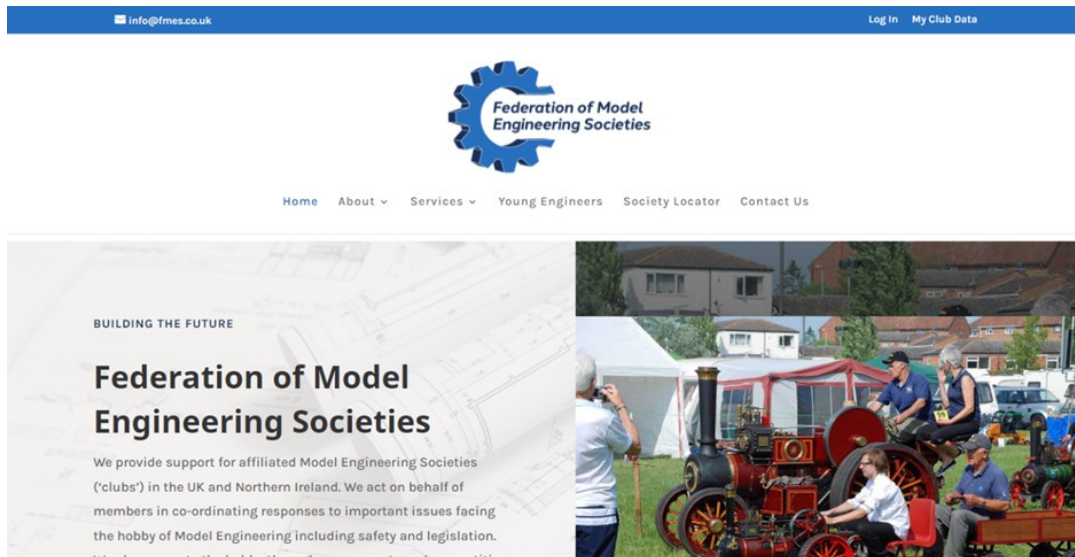 info@fmes.co.uk
Log In My Club Data
Federation of Model
Engineering Societies
Home About Services Young Engineers Society Locator Contact Us
BUILDING THE FUTURE
Federation of Model
Engineering Societies
We provide support for affiliated Model Engineering Societies
(‘clubs’) in the UK and Northern Ireland. We act on behalf of
members in co-ordinating responses to important issues facing
the hobby of Model Engineering including safety and legislation.